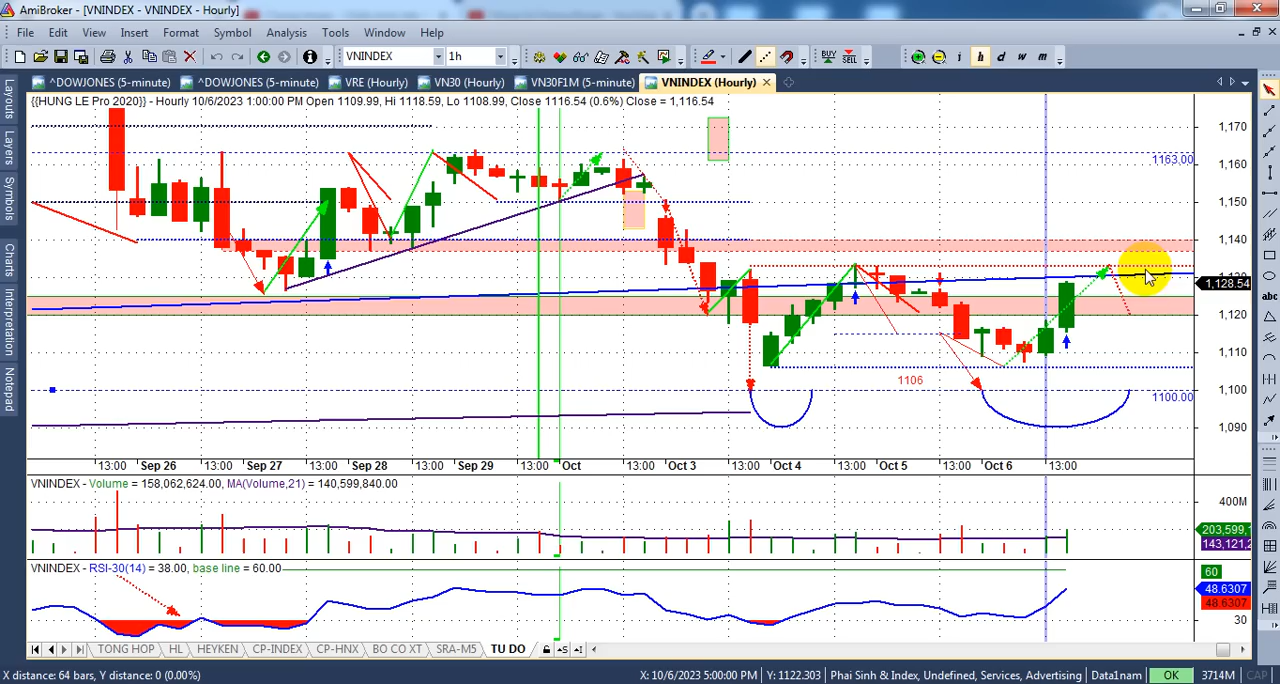 AmiBroker - [VNINDEX - VNINDEX - Hourly]
File Edit View Insert Format Symbol Analysis Tools Window Help
VNINDEX 1h i BUY SELL i h d w m
^DOWJONES (5-minute) ^DOWJONES (5-minute) VRE (Hourly) VN30 (Hourly) VN30F1M (5-minute) VNINDEX (Hourly)
Layouts
Layers
Symbols
Charts
Interpretation
Notepad
abc
{{HUNG LE Pro 2020}} - Hourly 10/6/2023 1:00:00 PM Open 1109.99, Hi 1118.59, Lo 1108.99, Close 1116.54 (0.6%) Close = 1,116.54
1,170
1163.00
1,160
1,150
1,140
1,128.54
1,120
1,110
1106
1,100
1100.00
1,090
13:00 Sep 26 13:00 Sep 27 13:00 Sep 28 13:00 Sep 29 13:00 Oct 13:00 Oct 3 13:00 Oct 4 13:00 Oct 5 13:00 Oct 6 13:00
VNINDEX - Volume = 158,062,624.00, MA(Volume,21) = 140,599,840.00
400M
203,599,1
143,121,2
VNINDEX - RSI-30(14) = 38.00, base line = 60.00
60
48.6307
48.6307
30
TONG HOP HL HEYKEN CP-INDEX CP-HNX BO CO XT SRA-M5 TU DO
X distance: 64 bars, Y distance: 0 (0.00%) X: 10/6/2023 5:00:00 PM Y: 1122.303 Phai Sinh & Index, Undefined, Services, Advertising Data1nam OK 3714M CAP